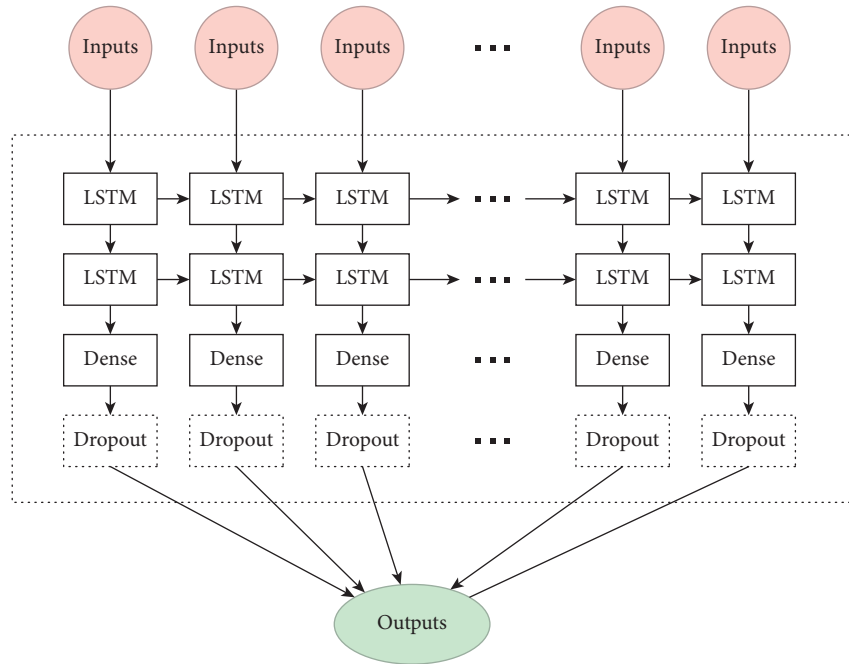 Inputs Inputs Inputs Inputs Inputs
LSTM LSTM LSTM LSTM LSTM
LSTM LSTM LSTM LSTM LSTM
Dense Dense Dense Dense Dense
Dropout Dropout Dropout Dropout Dropout
Outputs